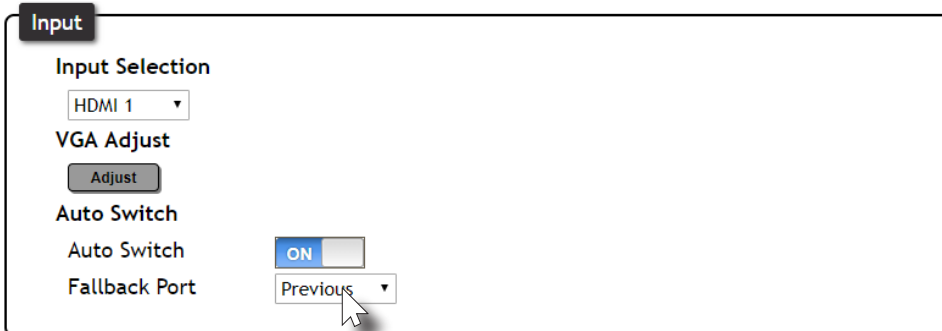 Input
Input Selection
HDMI 1
VGA Adjust
Adjust
Auto Switch
Auto Switch ON
Fallback Port Previous